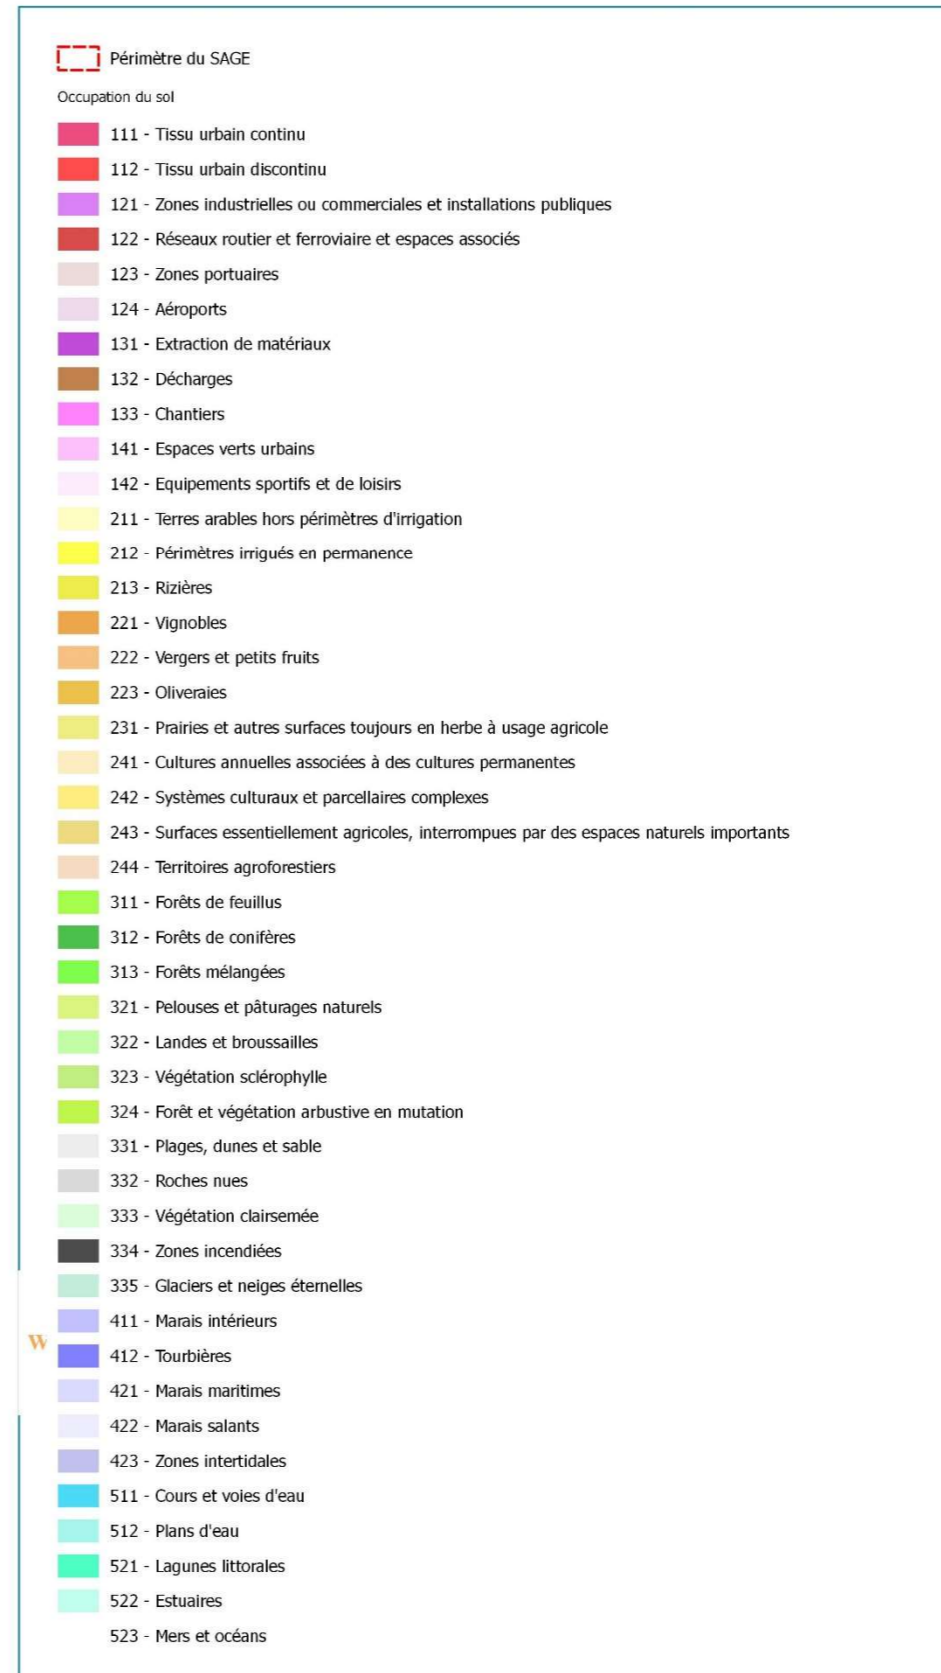 Périmètre du SAGE
Occupation du sol
111 - Tissu urbain continu
112 - Tissu urbain discontinu
121 - Zones industrielles ou commerciales et installations publiques
122 - Réseaux routier et ferroviaire et espaces associés
123 - Zones portuaires
124 - Aéroports
131 - Extraction de matériaux
132 - Décharges
133 - Chantiers
141 - Espaces verts urbains
142 - Equipements sportifs et de loisirs
211 - Terres arables hors périmètres d'irrigation
212 - Périmètres irrigués en permanence
213 - Rizières
221 - Vignobles
222 - Vergers et petits fruits
223 - Oliveraies
231 - Prairies et autres surfaces toujours en herbe à usage agricole
241 - Cultures annuelles associées à des cultures permanentes
242 - Systèmes culturaux et parcellaires complexes
243 - Surfaces essentiellement agricoles, interrompues par des espaces naturels importants
244 - Territoires agroforestiers
311 - Forêts de feuillus
312 - Forêts de conifères
313 - Forêts mélangées
321 - Pelouses et pâturages naturels
322 - Landes et broussailles
323 - Végétation sclérophylle
324 - Forêt et végétation arbustive en mutation
331 - Plages, dunes et sable
332 - Roches nues
333 - Végétation clairsemée
334 - Zones incendiées
335 - Glaciers et neiges éternelles
411 - Marais intérieurs
W
412 - Tourbières
421 - Marais maritimes
422 - Marais salants
423 - Zones intertidales
511 - Cours et voies d'eau
512 - Plans d'eau
521 - Lagunes littorales
522 - Estuaires
523 - Mers et océans